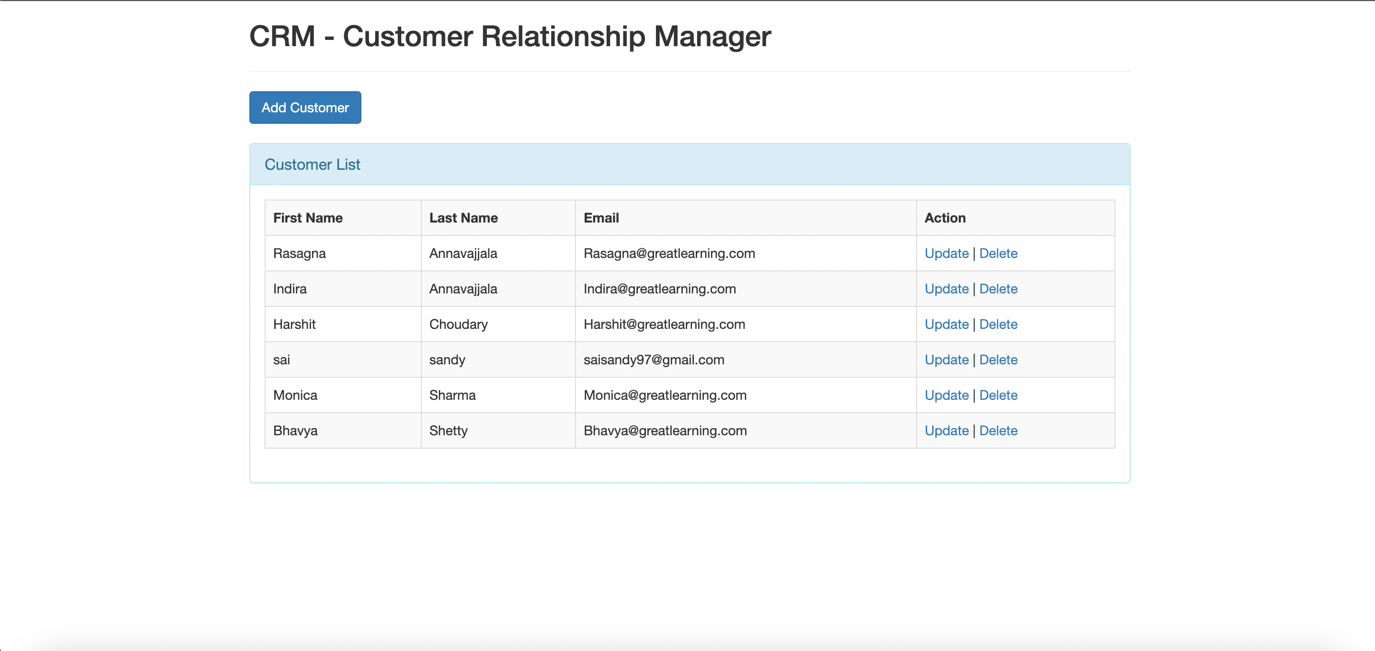 CRM - Customer Relationship Manager
Add Customer
Customer List
First Name Last Name Email Action
Rasagna Annavajjala Rasagna@greatlearning.com Update | Delete
Indira Annavajjala Indira@greatlearning.com Update | Delete
Harshit Choudary Harshit@greatlearning.com Update | Delete
sai sandy saisandy97@gmail.com Update | Delete
Monica Sharma Monica@greatlearning.com Update | Delete
Bhavya Shetty Bhavya@greatlearning.com Update | Delete